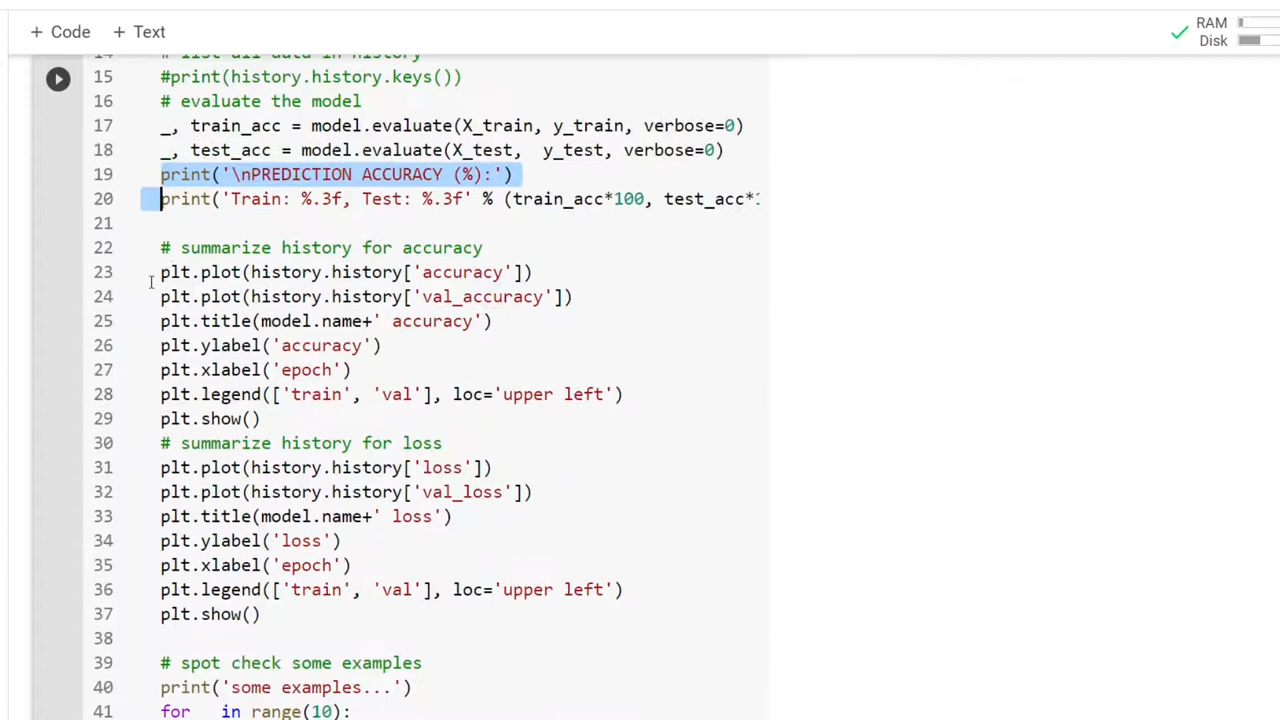 + Code + Text
RAM
Disk
14 # list all data in history
15 #print(history.history.keys())
16 # evaluate the model
17 _, train_acc = model.evaluate(X_train, y_train, verbose=0)
18 _, test_acc = model.evaluate(X_test,  y_test, verbose=0)
19 print('\nPREDICTION ACCURACY (%):')
20 print('Train: %.3f, Test: %.3f' % (train_acc*100, test_acc*
21
22 # summarize history for accuracy
23 plt.plot(history.history['accuracy'])
24 plt.plot(history.history['val_accuracy'])
25 plt.title(model.name+' accuracy')
26 plt.ylabel('accuracy')
27 plt.xlabel('epoch')
28 plt.legend(['train', 'val'], loc='upper left')
29 plt.show()
30 # summarize history for loss
31 plt.plot(history.history['loss'])
32 plt.plot(history.history['val_loss'])
33 plt.title(model.name+' loss')
34 plt.ylabel('loss')
35 plt.xlabel('epoch')
36 plt.legend(['train', 'val'], loc='upper left')
37 plt.show()
38
39 # spot check some examples
40 print('some examples...')
41 for _ in range(10):